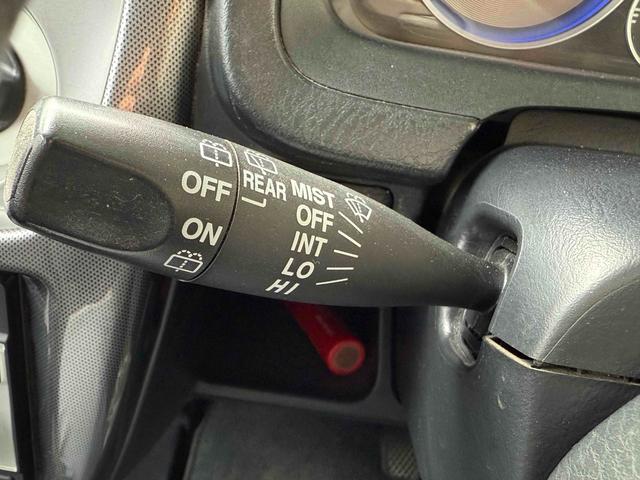 OFF
ON
REAR
MIST
OFF
INT
LO
HI